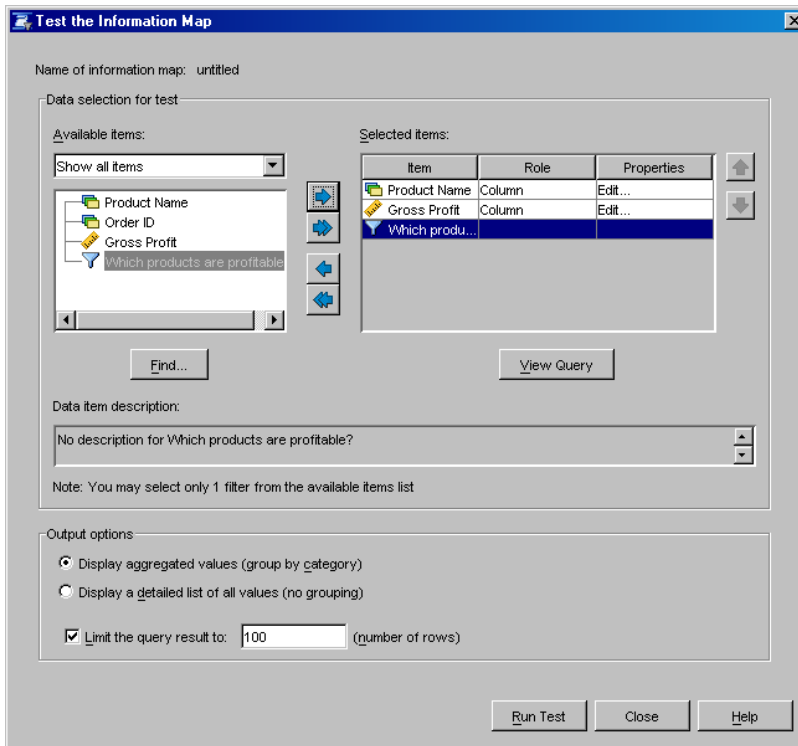 Test the Information Map
Name of information map: untitled
Data selection for test
Available items:
Show all items
Product Name
Order ID
Gross Profit
Which products are profitable
Find...
Selected items:
Item Role Properties
Product Name Column Edit...
Gross Profit Column Edit...
Which produ...
View Query
Data item description:
No description for Which products are profitable?
Note: You may select only 1 filter from the available items list
Output options
Display aggregated values (group by category)
Display a detailed list of all values (no grouping)
Limit the query result to: 100 (number of rows)
Run Test Close Help